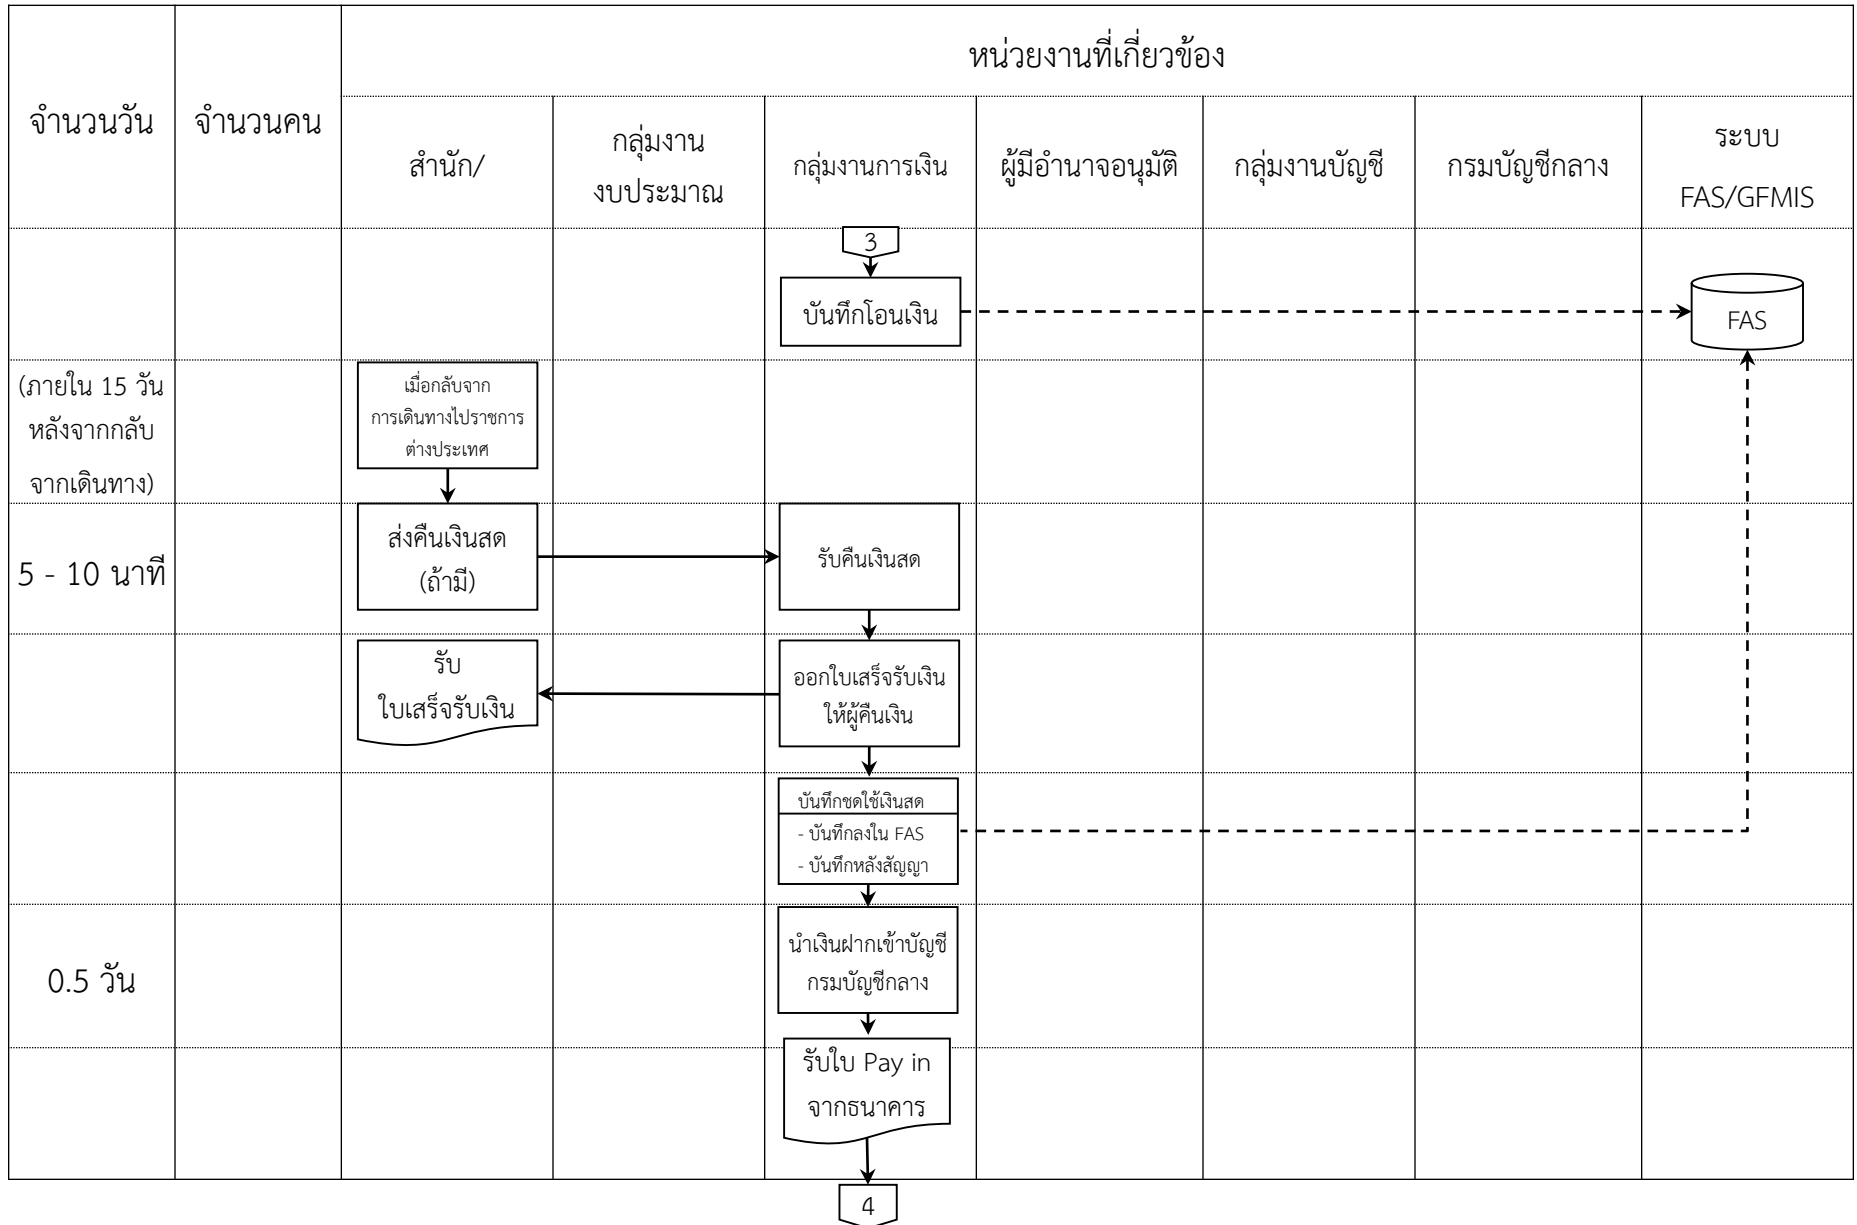 หน่วยงานที่เกี่ยวข้อง
จำนวนวัน
จำนวนคน
สำนัก/
กลุ่มงาน
งบประมาณ
กลุ่มงานการเงิน
ผู้มีอำนาจอนุมัติ
กลุ่มงานบัญชี
กรมบัญชีกลาง
ระบบ
FAS/GFMIS
3
บันทึกโอนเงิน
FAS
(ภายใน 15 วัน
หลังจากกลับ
จากเดินทาง)
เมื่อกลับจาก
การเดินทางไปราชการ
ต่างประเทศ
5 - 10 นาที
ส่งคืนเงินสด
(ถ้ามี)
รับคืนเงินสด
รับ
ใบเสร็จรับเงิน
ออกใบเสร็จรับเงิน
ให้ผู้คืนเงิน
บันทึกชดใช้เงินสด
- บันทึกลงใน FAS
- บันทึกหลังสัญญา
0.5 วัน
นำเงินฝากเข้าบัญชี
กรมบัญชีกลาง
รับใบ Pay in
จากธนาคาร
4